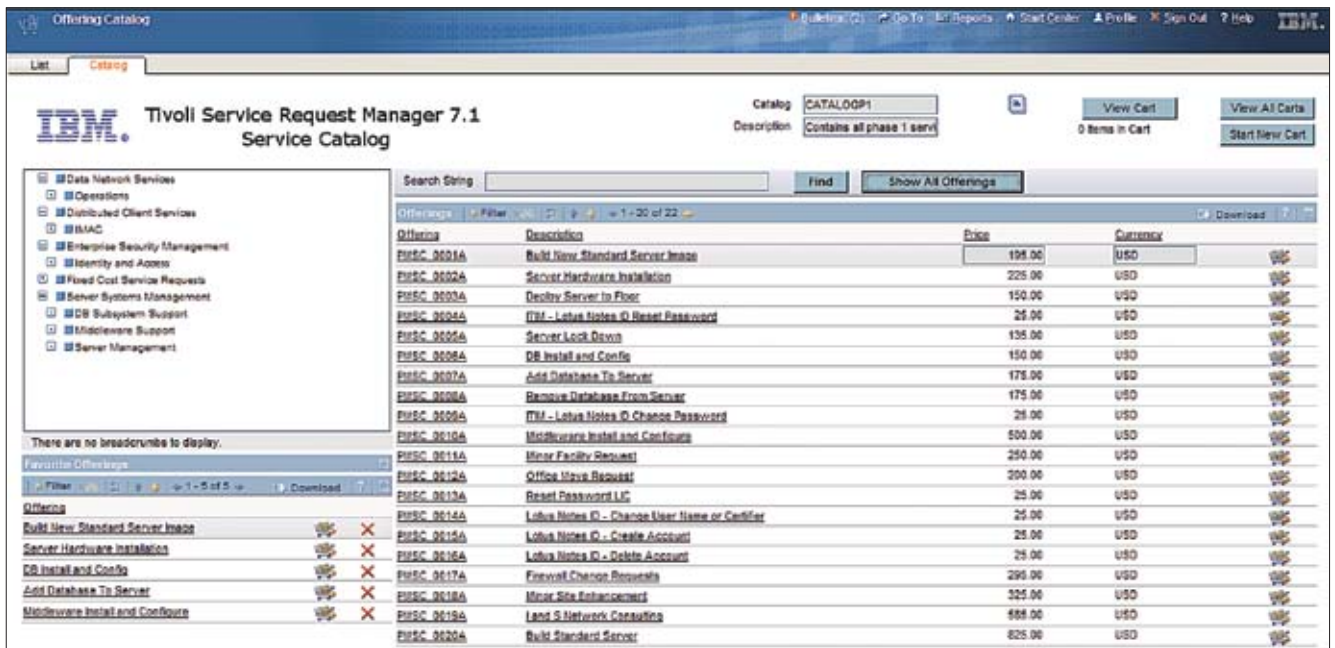 Offering Catalog
Bulletins: (2) Go To Reports Start Center Profile Sign Out ? Help IBM.
List Catalog
IBM. Tivoli Service Request Manager 7.1
Service Catalog
Catalog CATALOGP1
Description Contains all phase 1 servi
View Cart
0 Items in Cart
View All Carts
Start New Cart
Data Network Services
Operations
Distributed Client Services
IMAC
Enterprise Security Management
Identity and Access
Fixed Cost Service Requests
Server Systems Management
DB Subsystem Support
Middleware Support
Server Management
There are no breadcrumbs to display.
Favorite Offerings
Filter 1 - 5 of 5 Download ?
Offering
Build New Standard Server Image
Server Hardware Installation
DB Install and Config
Add Database To Server
Middleware Install and Configure
Search String Find Show All Offerings
Offerings Filter 1 - 20 of 22 Download ?
Offering Description Price Currency
PMSC_0001A Build New Standard Server Image 195.00 USD
PMSC_0002A Server Hardware Installation 225.00 USD
PMSC_0003A Deploy Server to Floor 150.00 USD
PMSC_0004A ITM - Lotus Notes ID Reset Password 25.00 USD
PMSC_0005A Server Lock Down 135.00 USD
PMSC_0006A DB Install and Config 150.00 USD
PMSC_0007A Add Database To Server 175.00 USD
PMSC_0008A Remove Database From Server 175.00 USD
PMSC_0009A ITM - Lotus Notes ID Change Password 25.00 USD
PMSC_0010A Middleware Install and Configure 500.00 USD
PMSC_0011A Minor Facility Request 250.00 USD
PMSC_0012A Office Move Request 200.00 USD
PMSC_0013A Reset Password LIC 25.00 USD
PMSC_0014A Lotus Notes ID - Change User Name or Certifier 25.00 USD
PMSC_0015A Lotus Notes ID - Create Account 25.00 USD
PMSC_0016A Lotus Notes ID - Delete Account 25.00 USD
PMSC_0017A Firewall Change Requests 295.00 USD
PMSC_0018A Minor Site Enhancement 325.00 USD
PMSC_0019A Land S Network Consulting 585.00 USD
PMSC_0020A Build Standard Server 825.00 USD